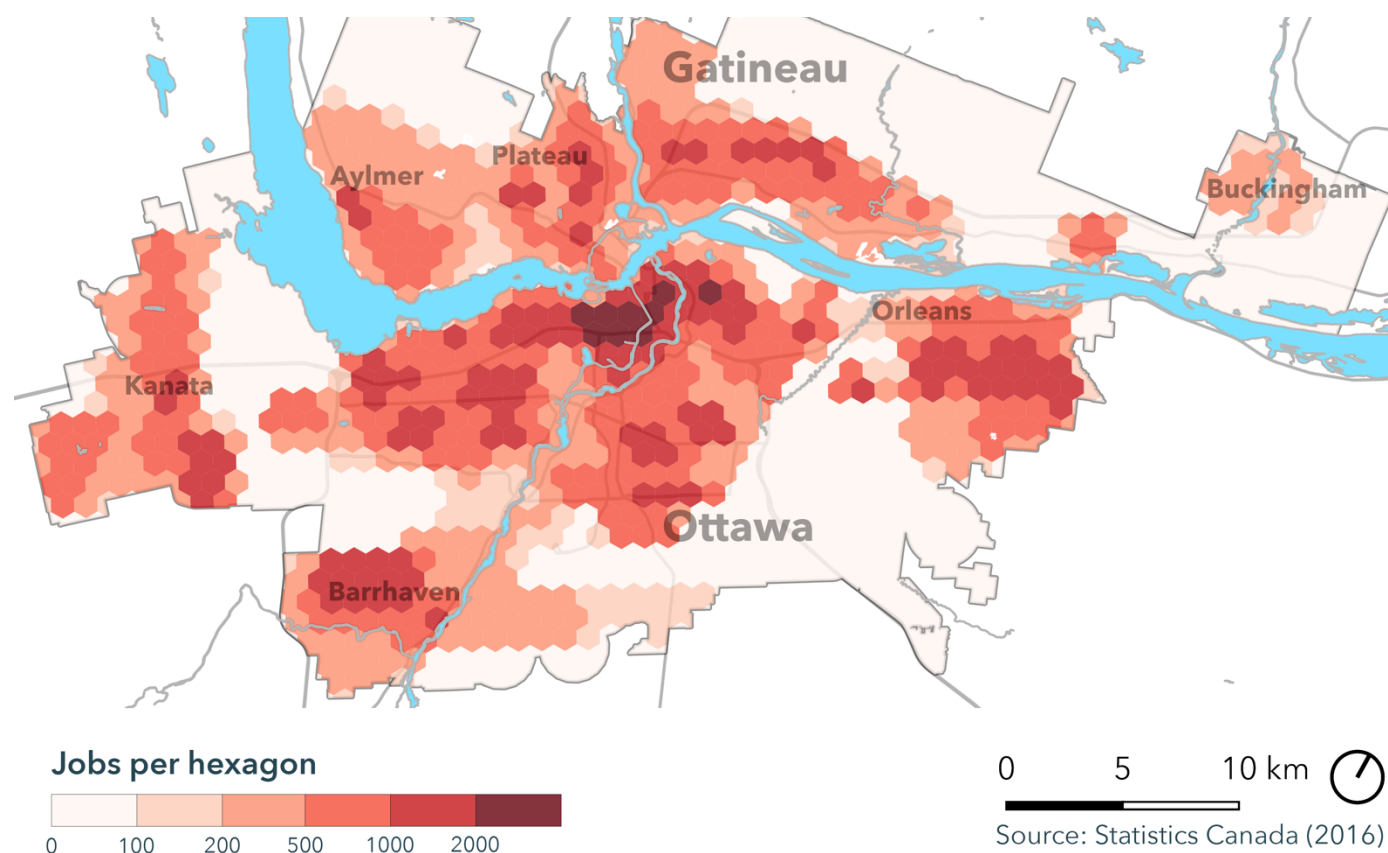 Gatineau
Plateau
Aylmer
Buckingham
Orleans
Kanata
Ottawa
Barrhaven
Jobs per hexagon
0 100 200 500 1000 2000
0 5 10 km
Source: Statistics Canada (2016)